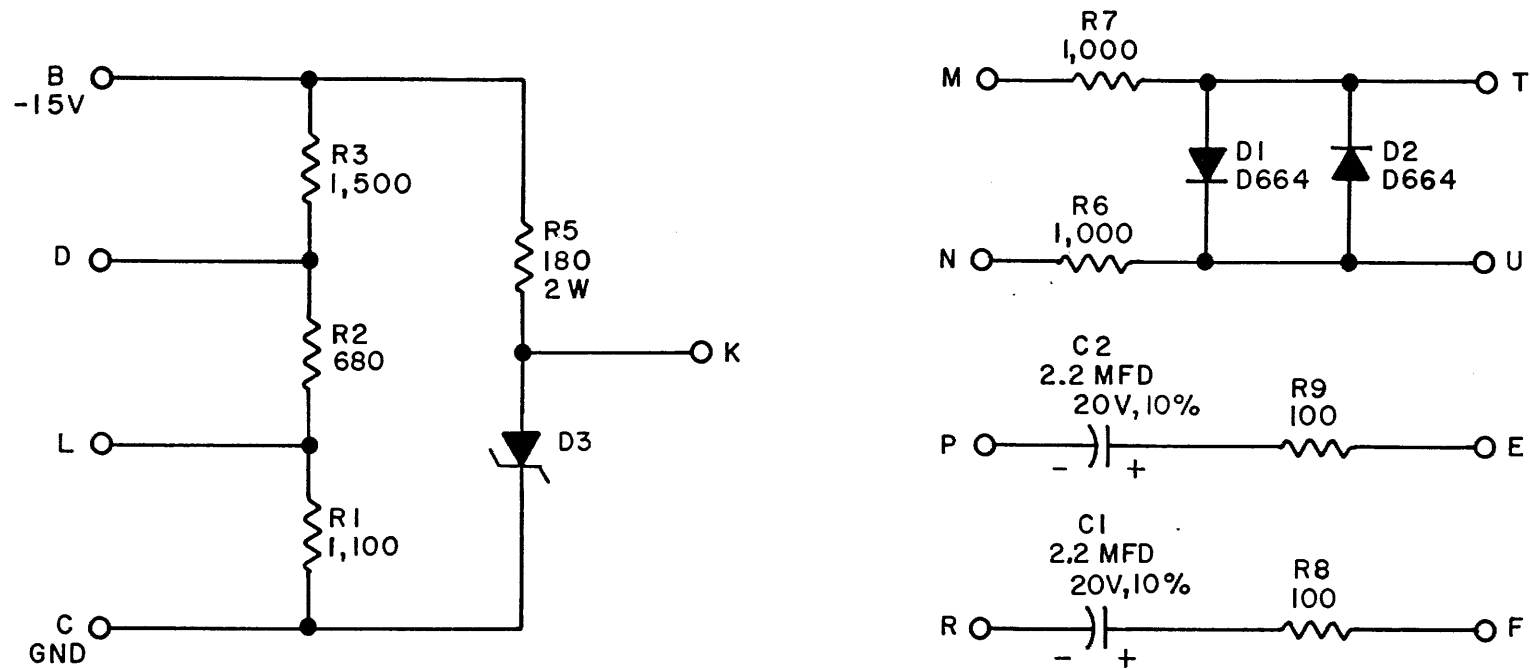 B
-15V
R3
1,500
D
R5
180
2W
R2
680
K
L
D3
R1
1,100
C
GND
R7
1,000
M
T
D1
D664
D2
D664
R6
1,000
N
U
C2
2.2 MFD
20V,10%
R9
100
P
E
-
+
C1
2.2 MFD
20V,10%
R8
100
R
F
-
+